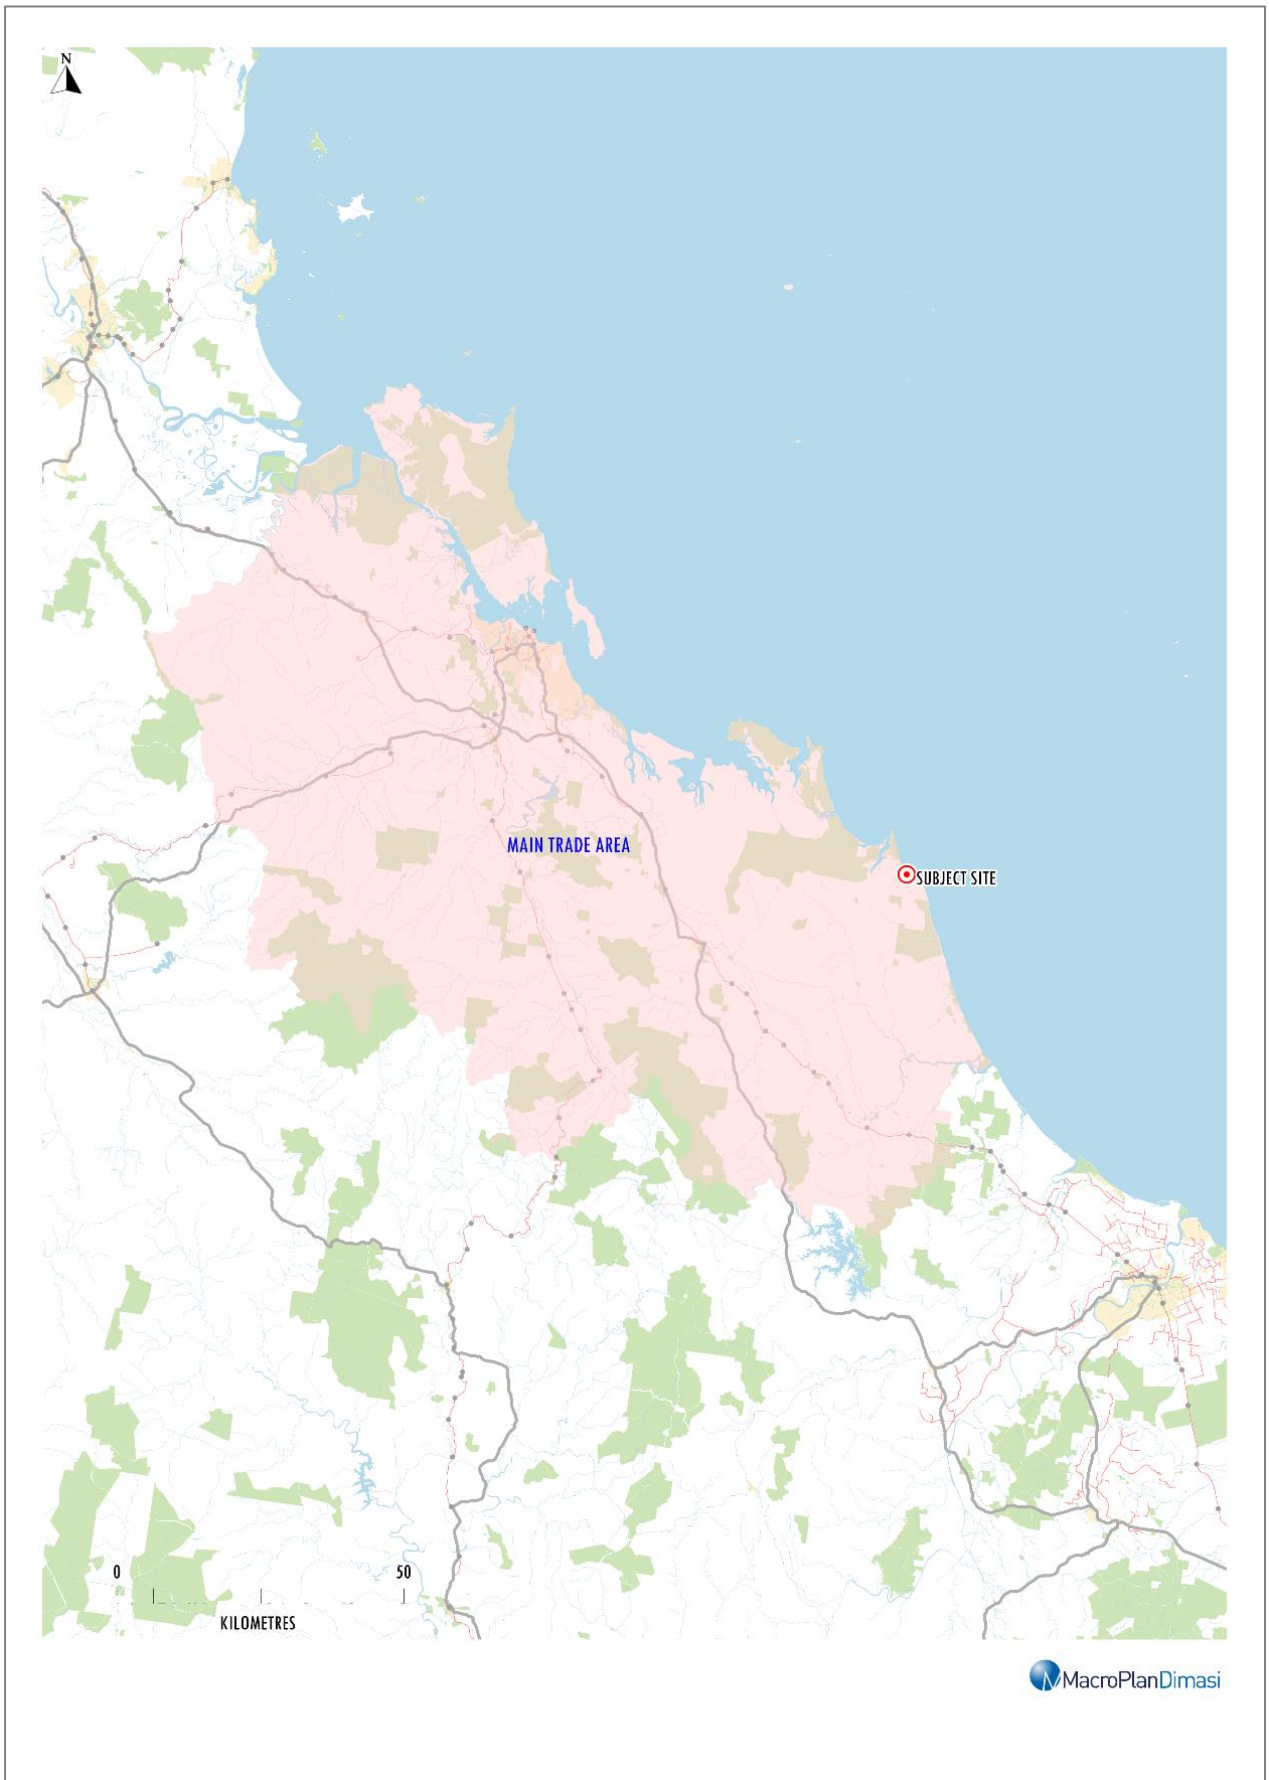 N
MAIN TRADE AREA
SUBJECT SITE
0 50
KILOMETRES
MacroPlanDimasi